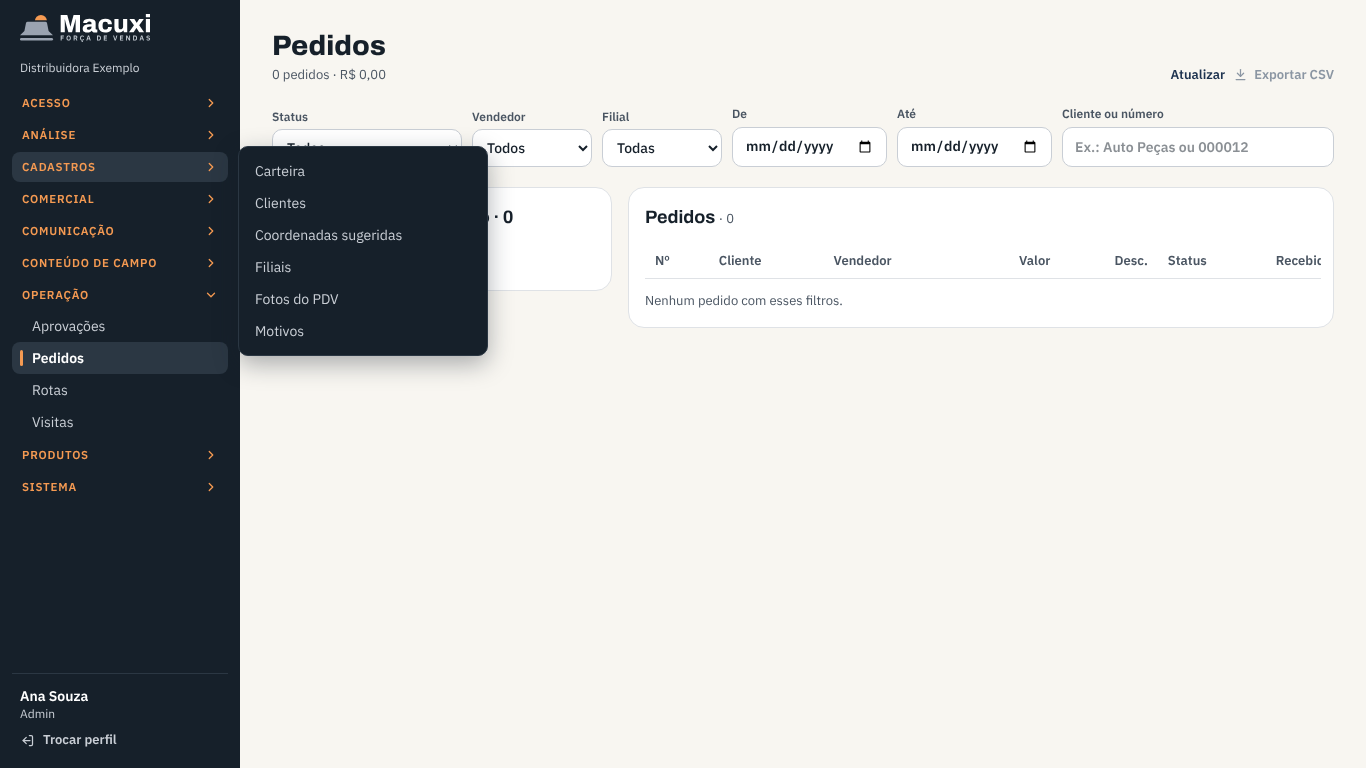 Macuxi
FORÇA DE VENDAS
Distribuidora Exemplo
ACESSO
ANÁLISE
CADASTROS
COMERCIAL
COMUNICAÇÃO
CONTEÚDO DE CAMPO
OPERAÇÃO
Aprovações
Pedidos
Rotas
Visitas
PRODUTOS
SISTEMA
Ana Souza
Admin
Trocar perfil
Carteira
Clientes
Coordenadas sugeridas
Filiais
Fotos do PDV
Motivos
Pedidos
0 pedidos · R$ 0,00
Atualizar Exportar CSV
Status Vendedor Filial De Até Cliente ou número
Todos Todas mm/dd/yyyy mm/dd/yyyy Ex.: Auto Peças ou 000012
· 0
Pedidos · 0
Nº Cliente Vendedor Valor Desc. Status
Nenhum pedido com esses filtros.